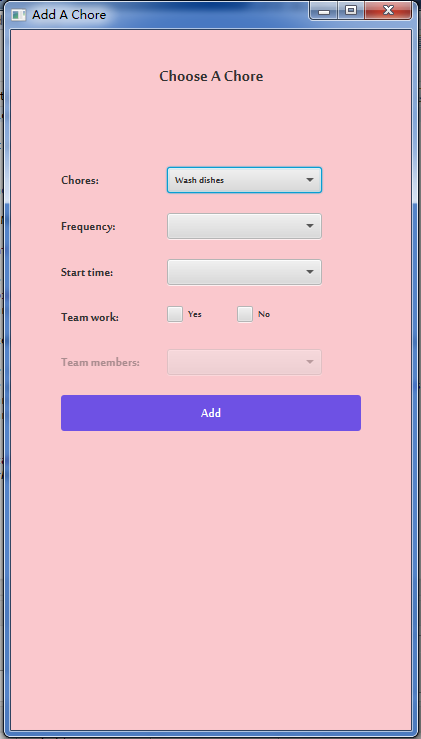 Add A Chore
Choose A Chore
Chores: Wash dishes
Frequency:
Start time:
Team work: Yes No
Team members:
Add